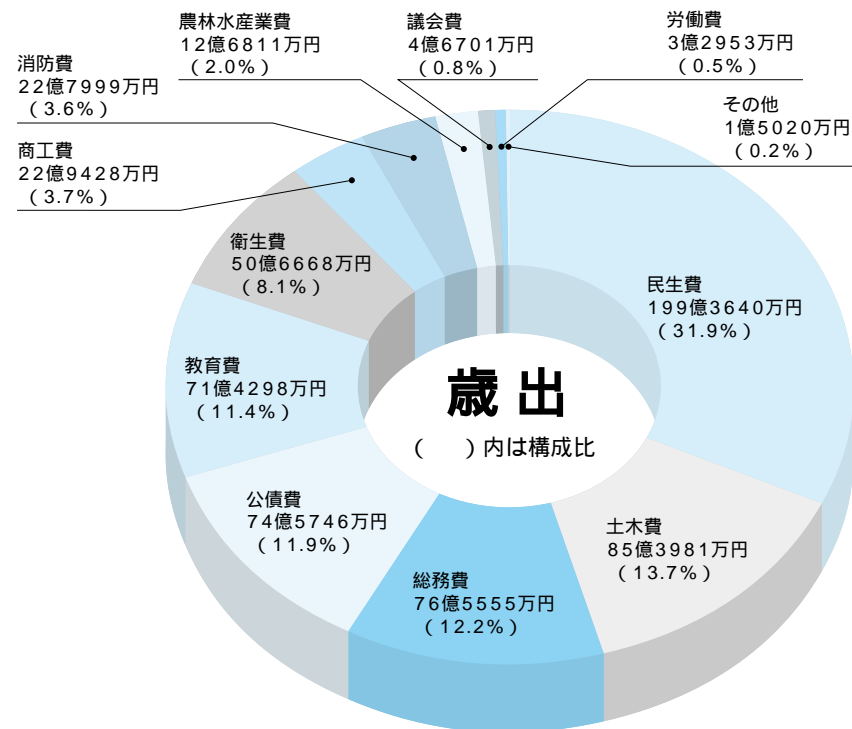 農林水産業費
12億6811万円
(2.0%)
議会費
4億6701万円
(0.8%)
労働費
3億2953万円
(0.5%)
消防費
22億7999万円
(3.6%)
その他
1億5020万円
(0.2%)
商工費
22億9428万円
(3.7%)
衛生費
50億6668万円
(8.1%)
民生費
199億3640万円
(31.9%)
教育費
71億4298万円
(11.4%)
歳出
(　)内は構成比
公債費
74億5746万円
(11.9%)
土木費
85億3981万円
(13.7%)
総務費
76億5555万円
(12.2%)